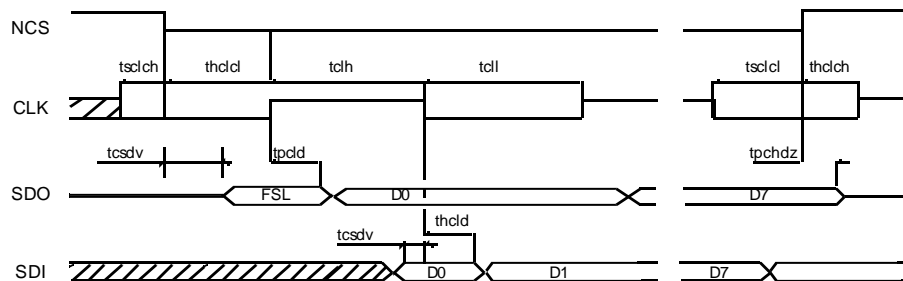 NCS
tsclch thclcl tclh tcll tsclcl thclch
CLK
tcsdv tpcld tpchdz
SDO FSL D0 D7
thcld
tcsdv
SDI D0 D1 D7